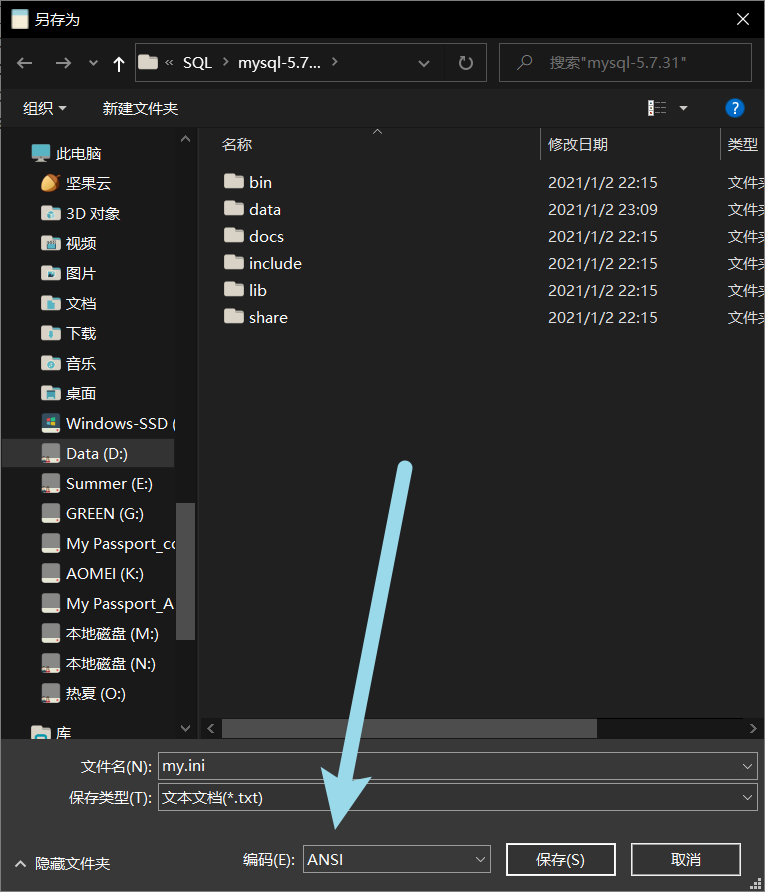 另存为
« SQL › mysql-5.7... ›
搜索"mysql-5.7.31"
组织
新建文件夹
?
名称 修改日期 类型
此电脑
坚果云
3D 对象
视频
图片
文档
下载
音乐
桌面
Windows-SSD (
Data (D:)
Summer (E:)
GREEN (G:)
My Passport_co
AOMEI (K:)
My Passport_A
本地磁盘 (M:)
本地磁盘 (N:)
热夏 (O:)
库
bin 2021/1/2 22:15 文件夹
data 2021/1/2 23:09 文件夹
docs 2021/1/2 22:15 文件夹
include 2021/1/2 22:15 文件夹
lib 2021/1/2 22:15 文件夹
share 2021/1/2 22:15 文件夹
文件名(N): my.ini
保存类型(T): 文本文档(*.txt)
隐藏文件夹
编码(E): ANSI
保存(S)
取消